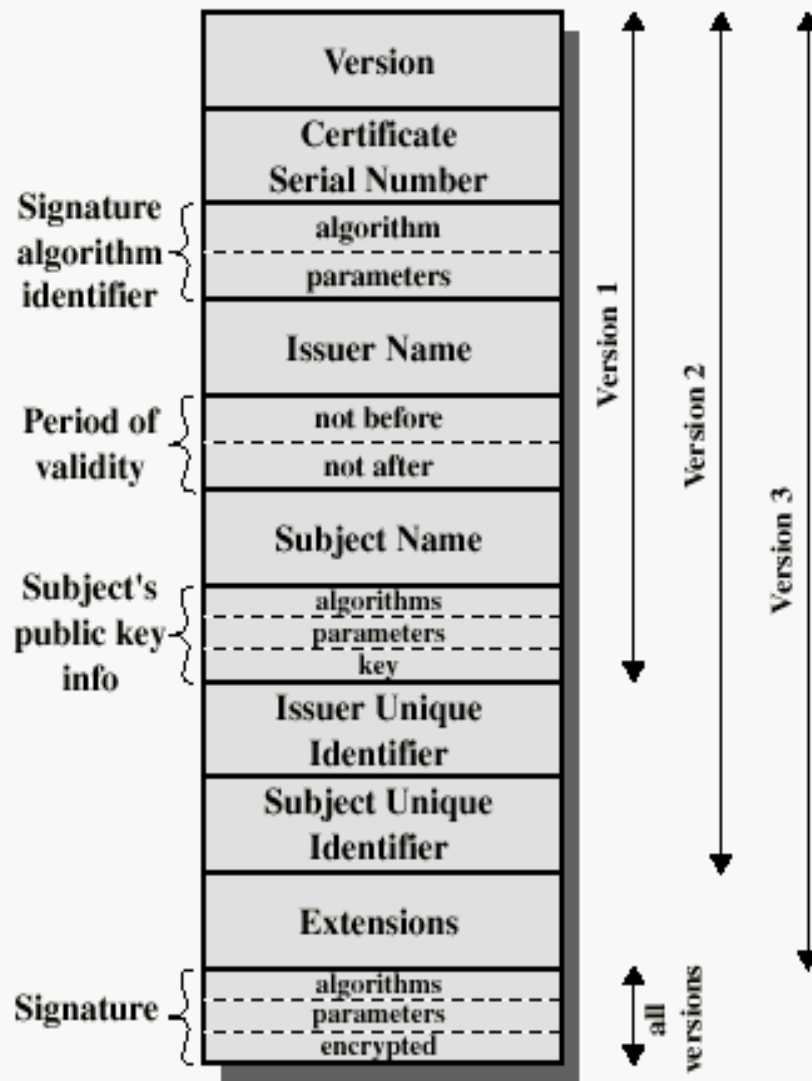 Version
Certificate
Serial Number
Signature
algorithm
identifier
algorithm
parameters
Issuer Name
Period of
validity
not before
not after
Subject Name
Subject's
public key
info
algorithms
parameters
key
Issuer Unique
Identifier
Subject Unique
Identifier
Extensions
Signature
algorithms
parameters
encrypted
Version 1
Version 2
Version 3
all
versions